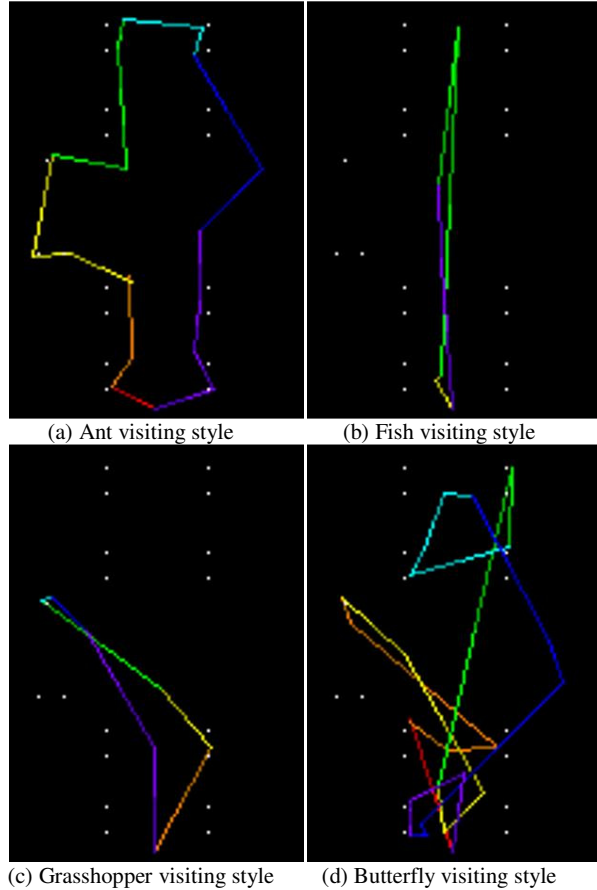 (a) Ant visiting style
(b) Fish visiting style
(c) Grasshopper visiting style
(d) Butterfly visiting style